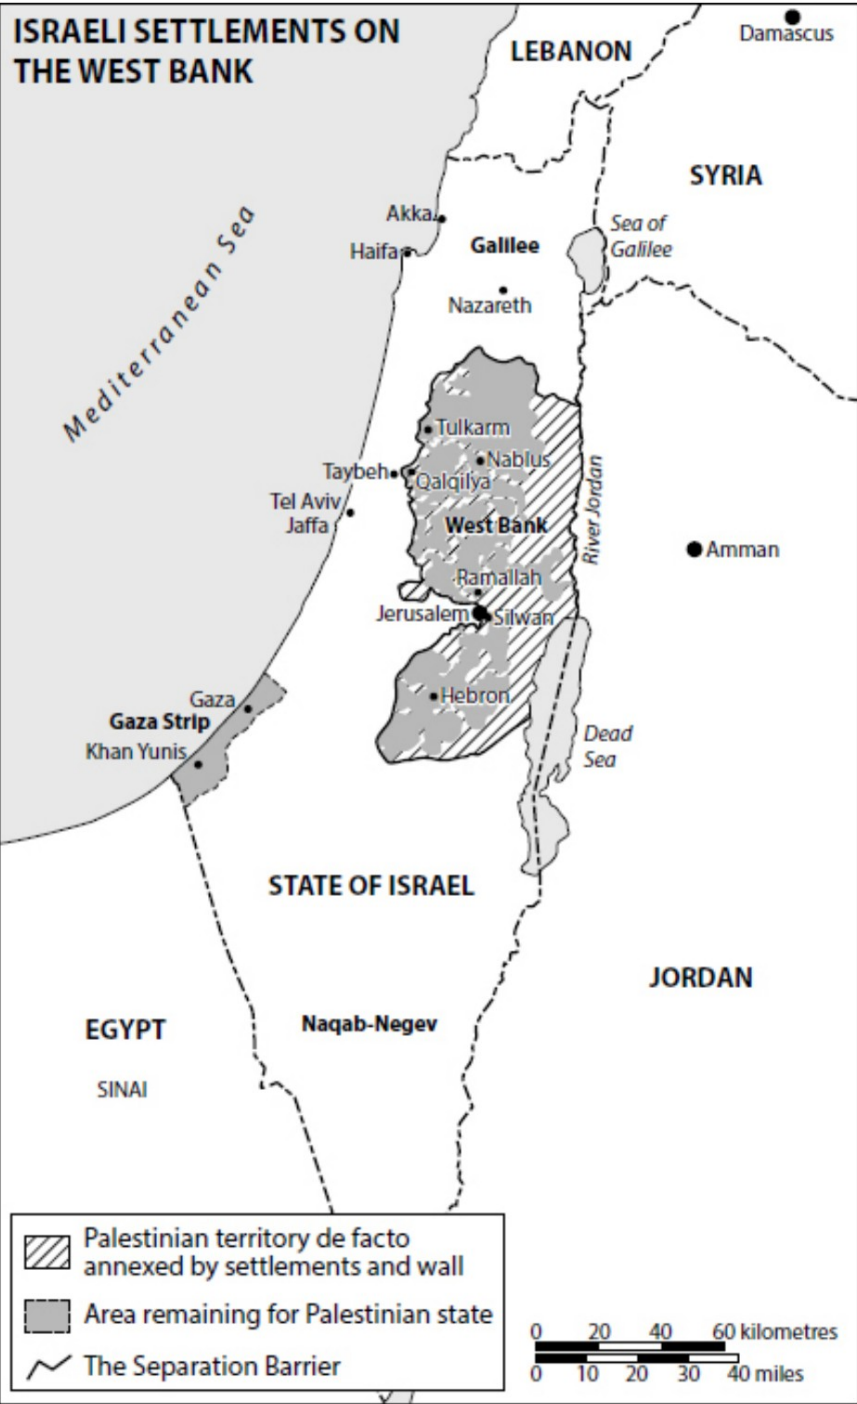 ISRAELI SETTLEMENTS ON
THE WEST BANK
LEBANON
Damascus
SYRIA
Akka
Sea of
Galilee
Galilee
Haifa
Mediterranean Sea
Nazareth
Tulkarm
Nablus
Taybeh
Qalqilya
Tel Aviv
Jaffa
West Bank
River Jordan
Amman
Ramallah
Jerusalem
Silwan
Hebron
Gaza
Gaza Strip
Khan Yunis
Dead
Sea
STATE OF ISRAEL
JORDAN
Naqab-Negev
EGYPT
SINAI
Palestinian territory de facto
annexed by settlements and wall
Area remaining for Palestinian state
The Separation Barrier
0 20 40 60 kilometres
0 10 20 30 40 miles